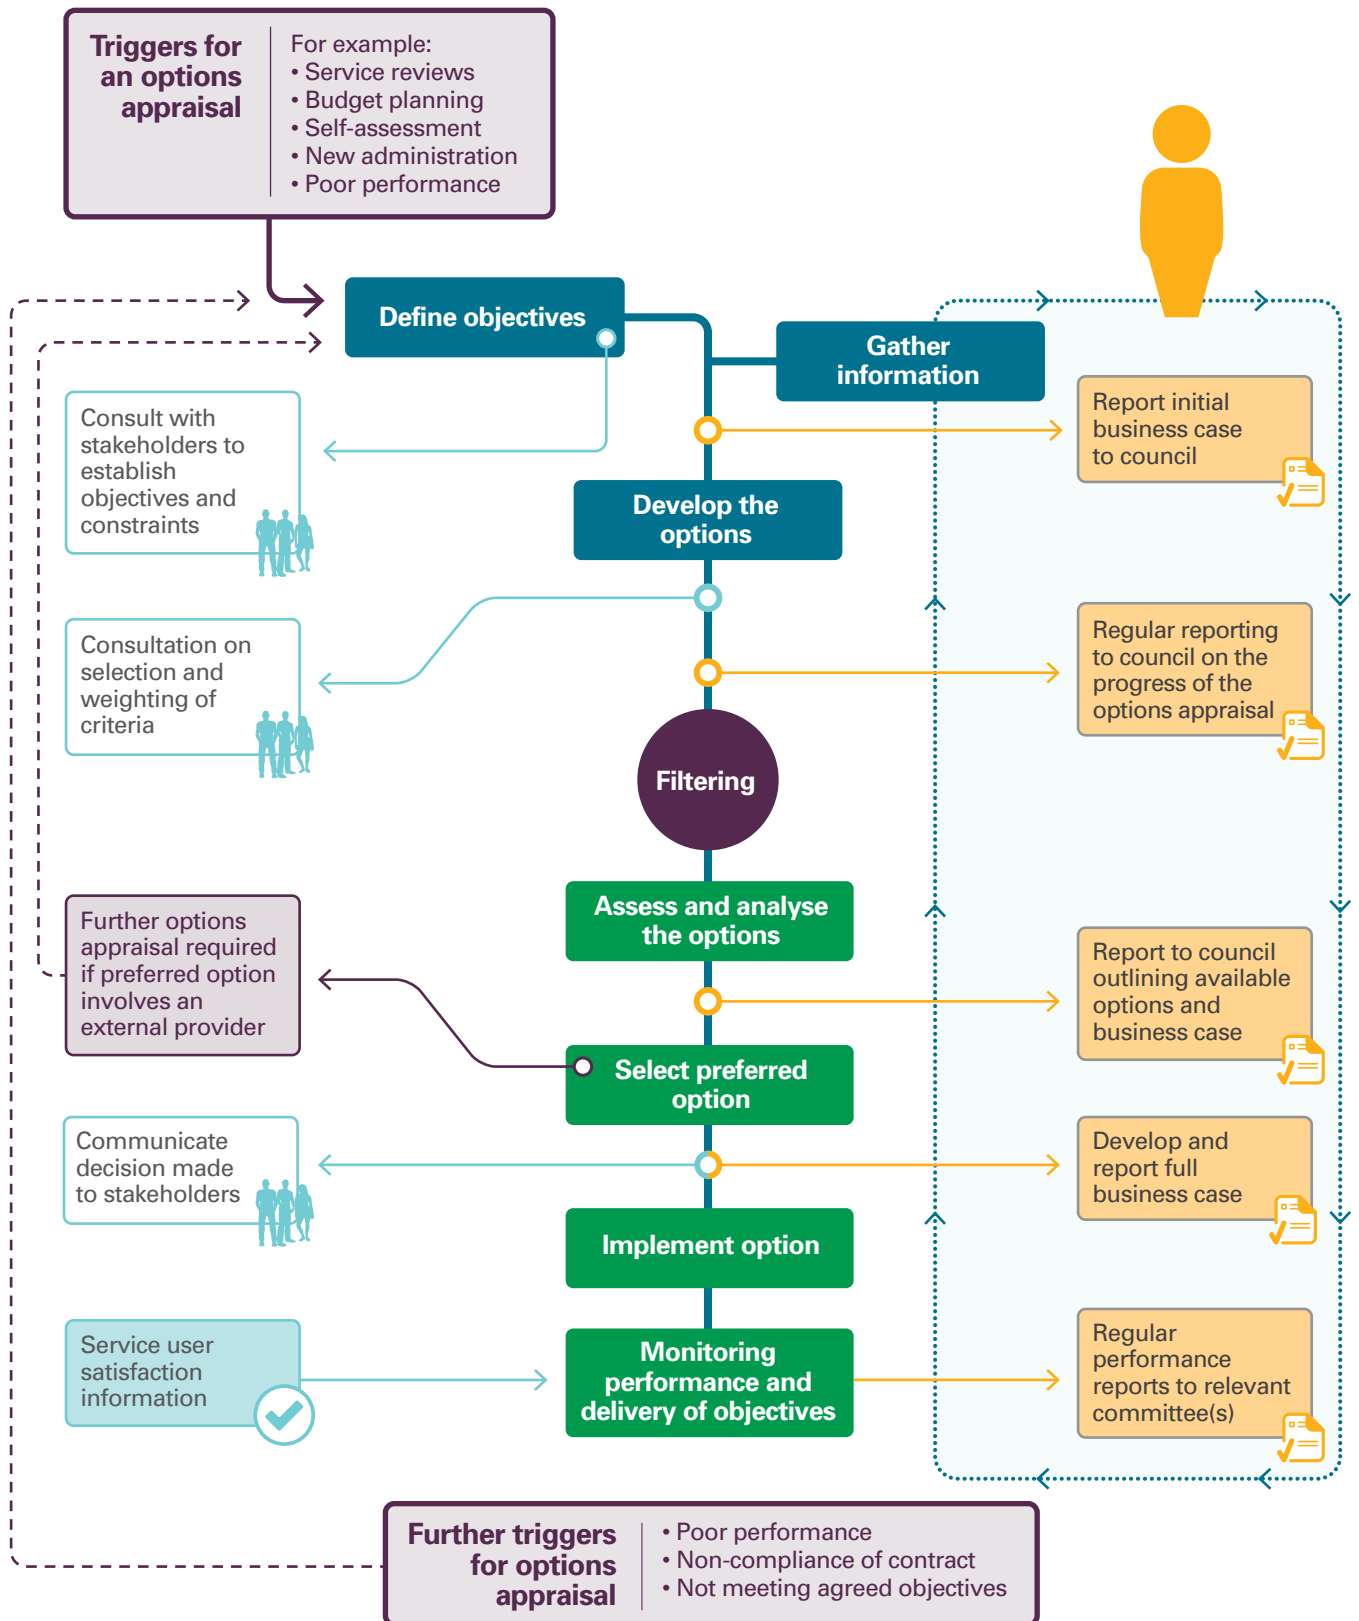 Triggers for
an options
appraisal
For example:
• Service reviews
• Budget planning
• Self-assessment
• New administration
• Poor performance
Define objectives
Gather
information
Consult with
stakeholders to
establish
objectives and
constraints
Report initial
business case
to council
Develop the
options
Consultation on
selection and
weighting of
criteria
Regular reporting
to council on the
progress of the
options appraisal
Filtering
Assess and analyse
the options
Further options
appraisal required
if preferred option
involves an
external provider
Report to council
outlining available
options and
business case
Select preferred
option
Communicate
decision made
to stakeholders
Develop and
report full
business case
Implement option
Service user
satisfaction
information
Monitoring
performance and
delivery of objectives
Regular
performance
reports to relevant
committee(s)
Further triggers
for options
appraisal
• Poor performance
• Non-compliance of contract
• Not meeting agreed objectives